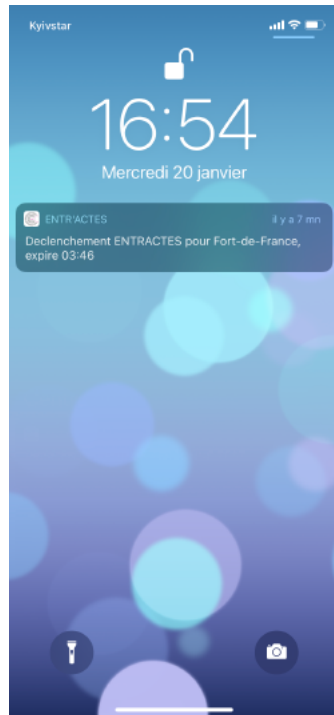 Kyivstar
16:54
Mercredi 20 janvier
ENTR'ACTES
il y a 7 mn
Declenchement ENTRACTES pour Fort-de-France,
expire 03:46